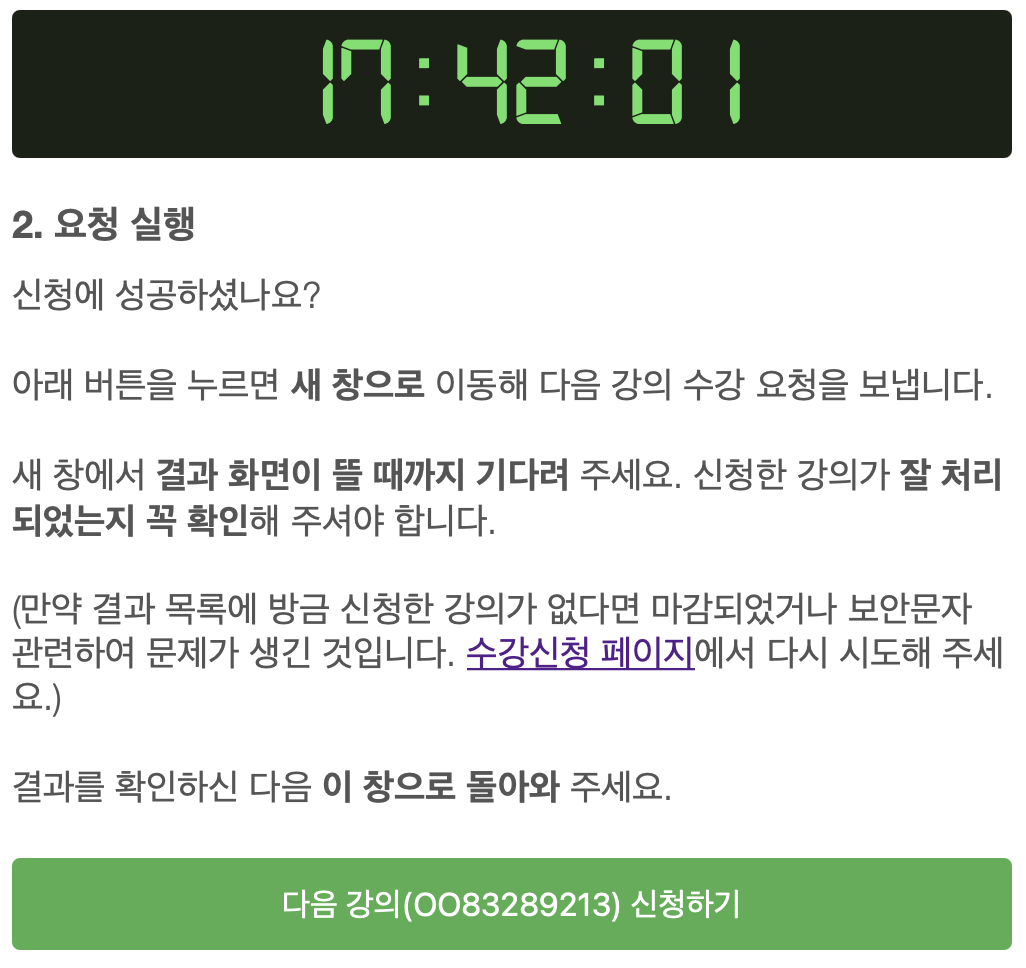 17:42:01
2. 요청 실행
신청에 성공하셨나요?
아래 버튼을 누르면 새 창으로 이동해 다음 강의 수강 요청을 보냅니다.
새 창에서 결과 화면이 뜰 때까지 기다려 주세요. 신청한 강의가 잘 처리
되었는지 꼭 확인해 주셔야 합니다.
(만약 결과 목록에 방금 신청한 강의가 없다면 마감되었거나 보안문자
관련하여 문제가 생긴 것입니다. 수강신청 페이지에서 다시 시도해 주세
요.)
결과를 확인하신 다음 이 창으로 돌아와 주세요.
다음 강의(OO83289213) 신청하기